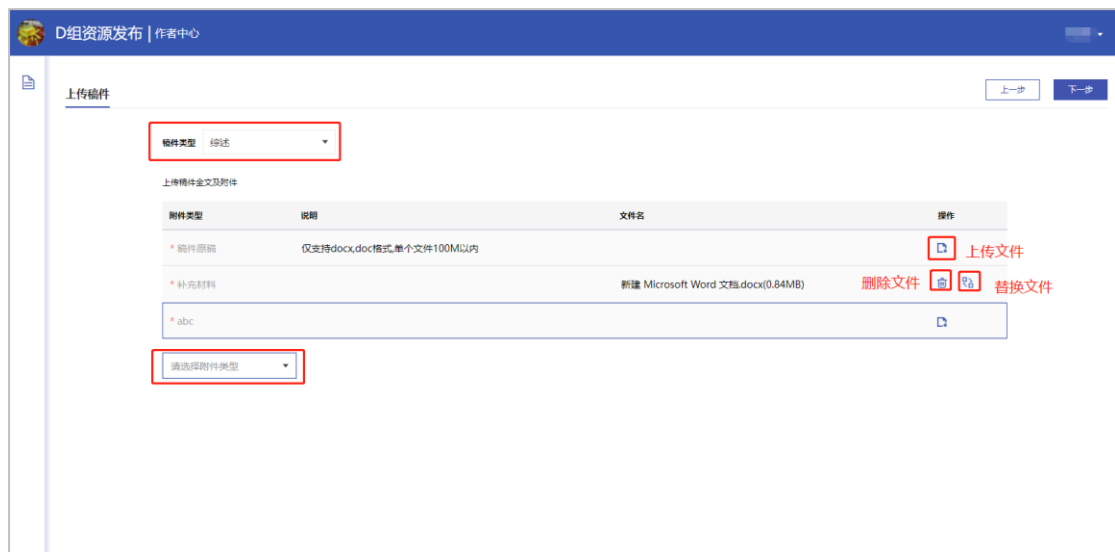 D组资源发布 | 作者中心
上传稿件
上一步 下一步
稿件类型 综述
上传稿件全文及附件
附件类型 说明 文件名 操作
* 稿件原稿 仅支持docx,doc格式,单个文件100M以内 上传文件
* 补充材料 新建 Microsoft Word 文档.docx(0.84MB) 删除文件 替换文件
* abc
请选择附件类型